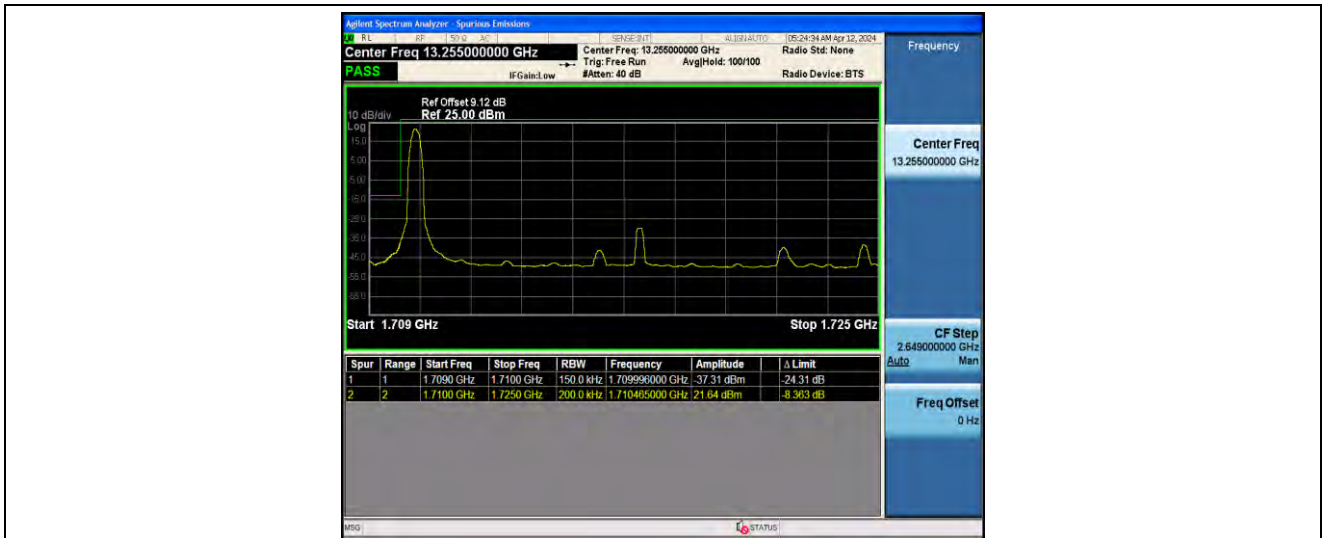 Agilent Spectrum Analyzer - Spurious Emissions
RL RF 50 Ω AC SENSE:INT ALIGN AUTO 05:24:34 AM Apr 12, 2024
Center Freq 13.255000000 GHz
Center Freq: 13.255000000 GHz Radio Std: None
Trig: Free Run Avg|Hold: 100/100
PASS IFGain:Low #Atten: 40 dB Radio Device: BTS
Ref Offset 9.12 dB
10 dB/div Ref 25.00 dBm
Log
15.0
5.00
-5.00
-15.0
-25.0
-35.0
-45.0
-55.0
-65.0
Start 1.709 GHz Stop 1.725 GHz
Spur Range Start Freq Stop Freq RBW Frequency Amplitude Δ Limit
1 1 1.7090 GHz 1.7100 GHz 150.0 kHz 1.709996000 GHz -37.31 dBm -24.31 dB
2 2 1.7100 GHz 1.7250 GHz 200.0 kHz 1.710465000 GHz 21.64 dBm -8.363 dB
Frequency
Center Freq
13.255000000 GHz
CF Step
2.649000000 GHz
Auto Man
Freq Offset
0 Hz
MSG STATUS